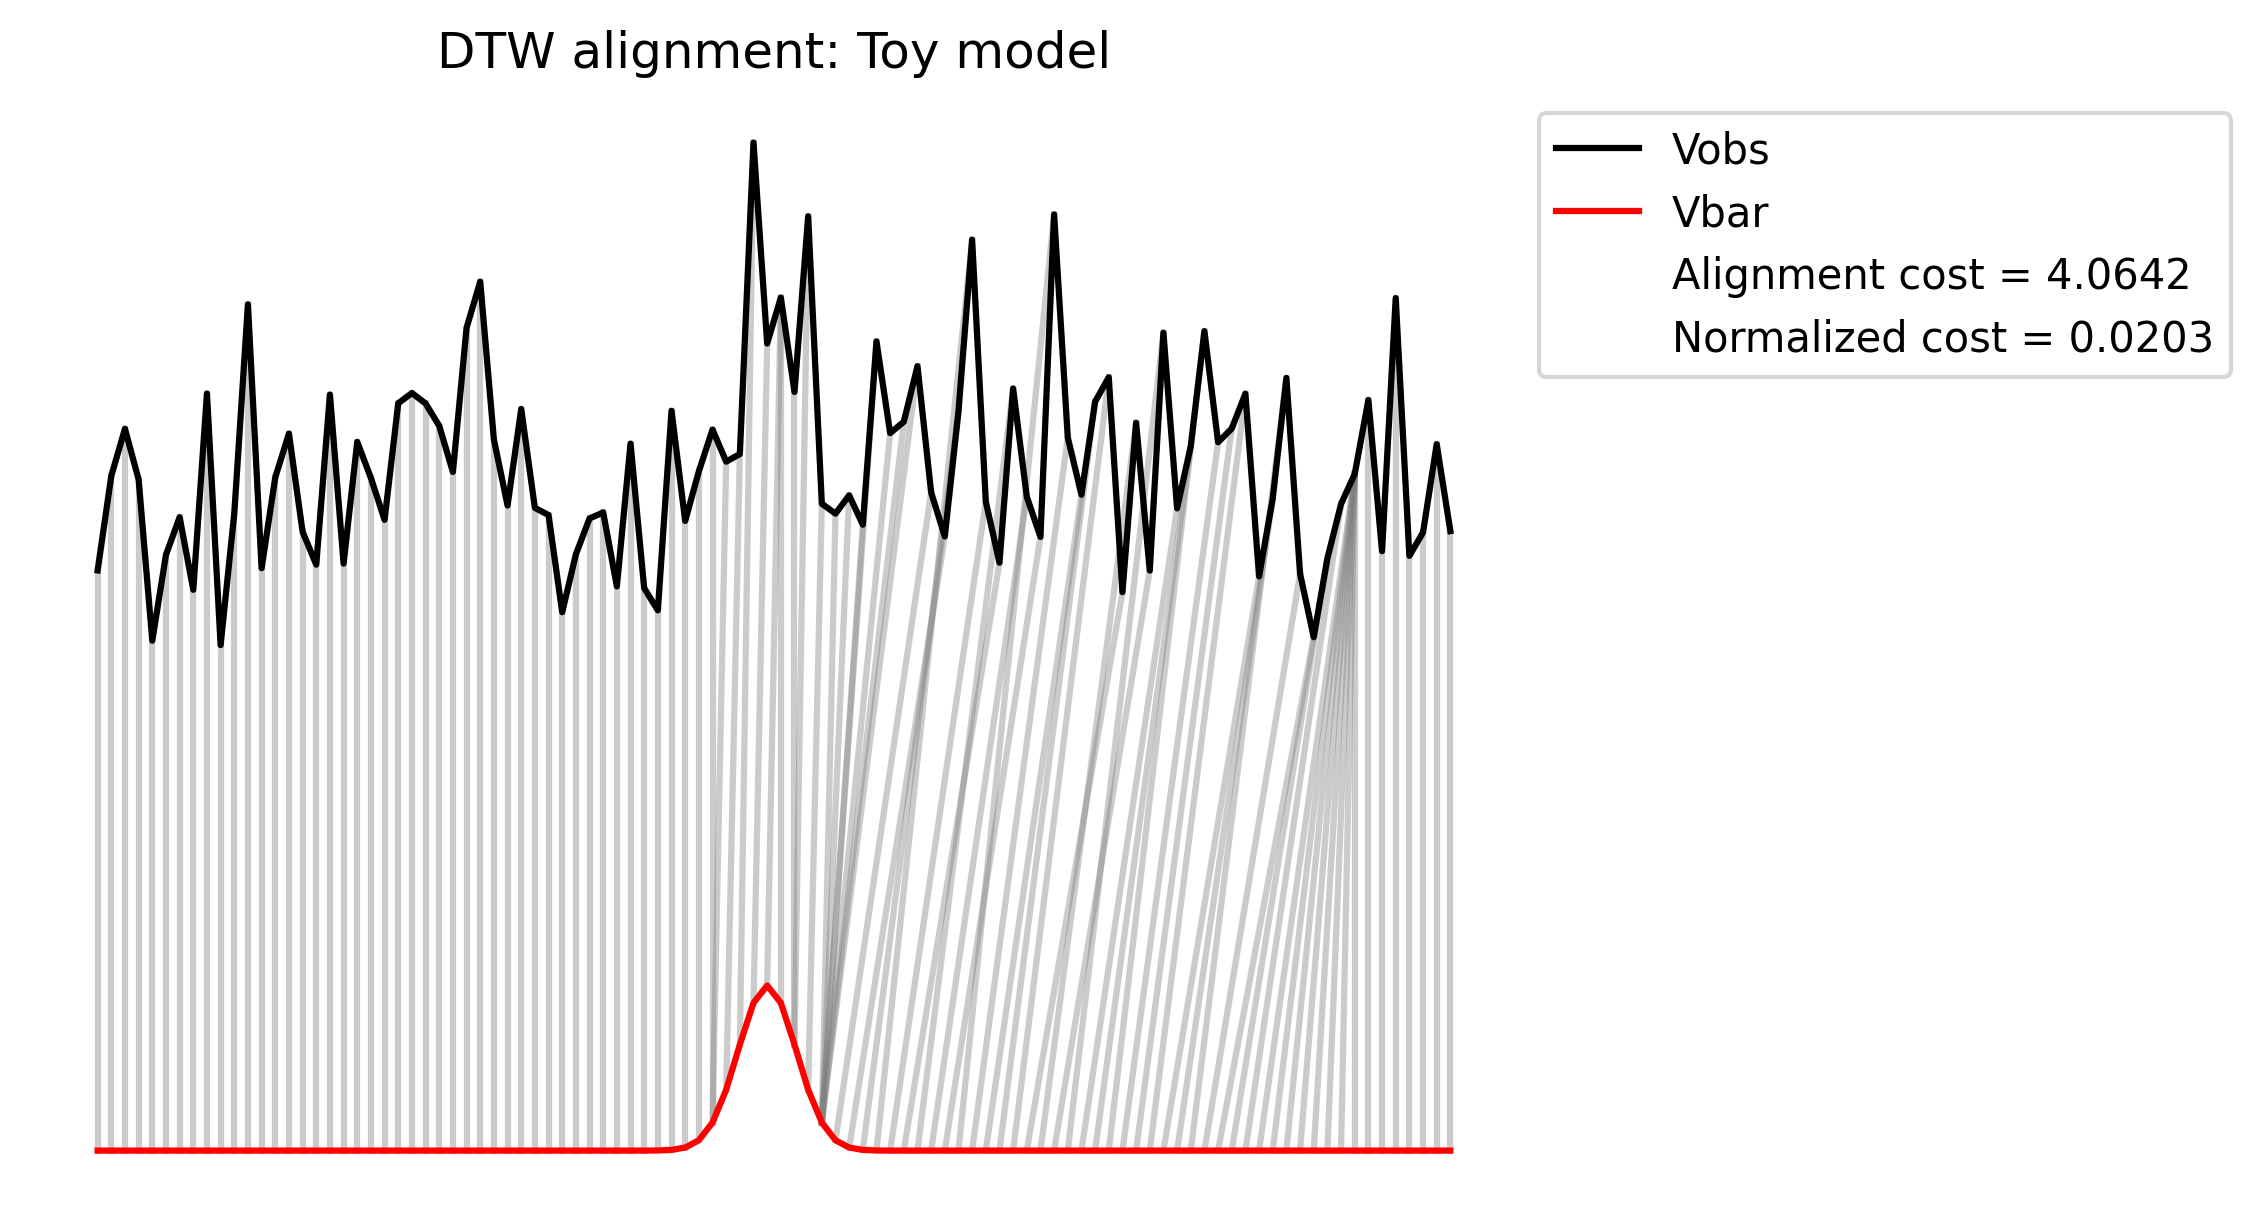 DTW alignment: Toy model
Vobs
Vbar
Alignment cost = 4.0642
Normalized cost = 0.0203